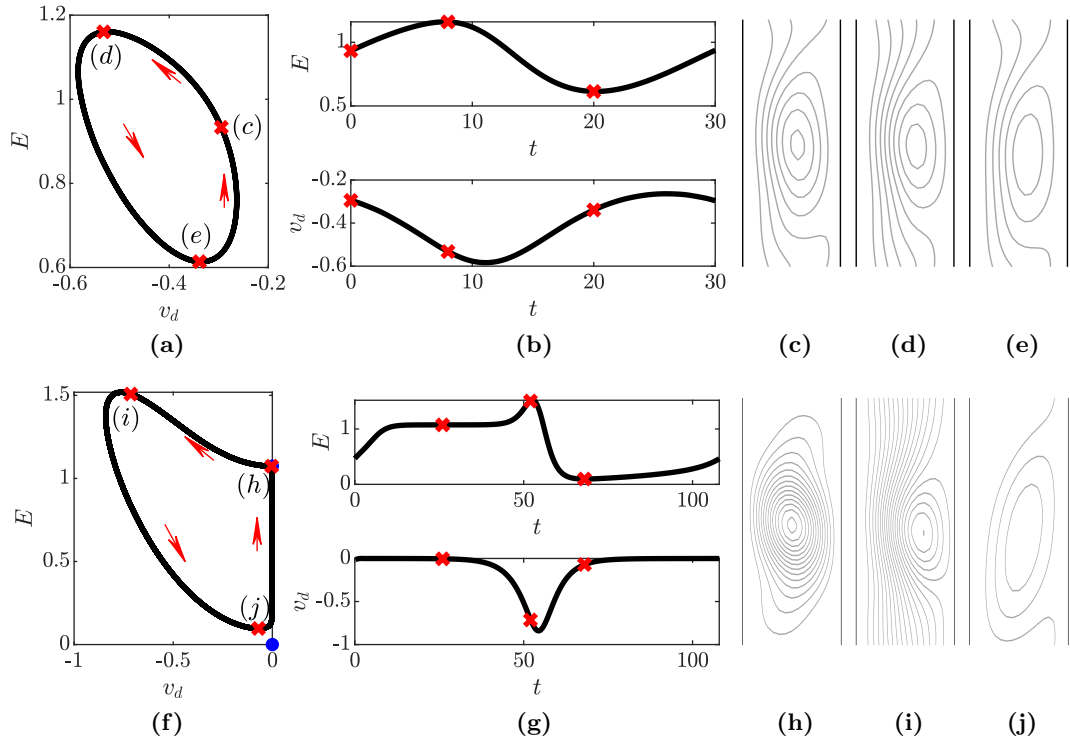 1.2
(d)
1
(c)
E
0.8
(e)
0.6
-0.6
-0.4
-0.2
v_d
(a)
1
E
0.5
0
10
20
30
t
-0.2
-0.4
v_d
-0.6
0
10
20
30
t
(b)
(c)
(d)
(e)
1.5
(i)
1
(h)
E
0.5
(j)
0
-1
-0.5
0
v_d
(f)
1
E
0
0
50
100
t
0
-0.5
v_d
-1
0
50
100
t
(g)
(h)
(i)
(j)